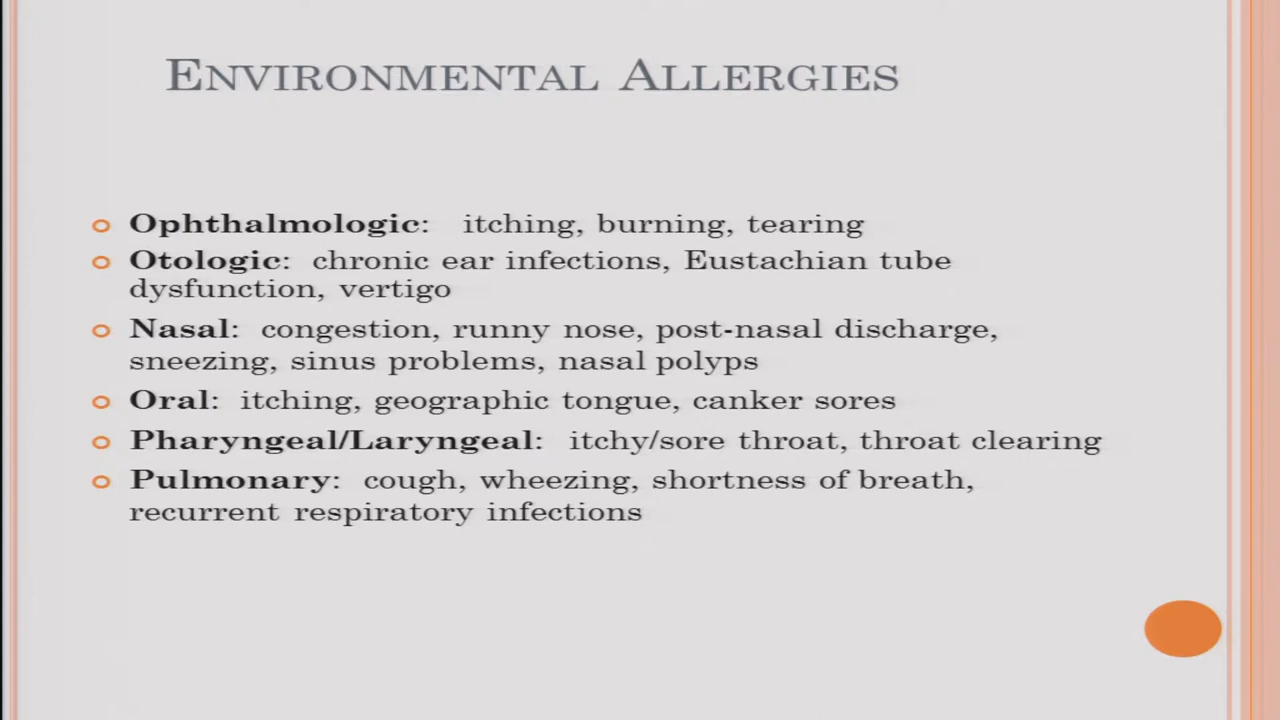 ENVIRONMENTAL ALLERGIES
Ophthalmologic: itching, burning, tearing
Otologic: chronic ear infections, Eustachian tube
dysfunction, vertigo
Nasal: congestion, runny nose, post-nasal discharge,
sneezing, sinus problems, nasal polyps
Oral: itching, geographic tongue, canker sores
Pharyngeal/Laryngeal: itchy/sore throat, throat clearing
Pulmonary: cough, wheezing, shortness of breath,
recurrent respiratory infections